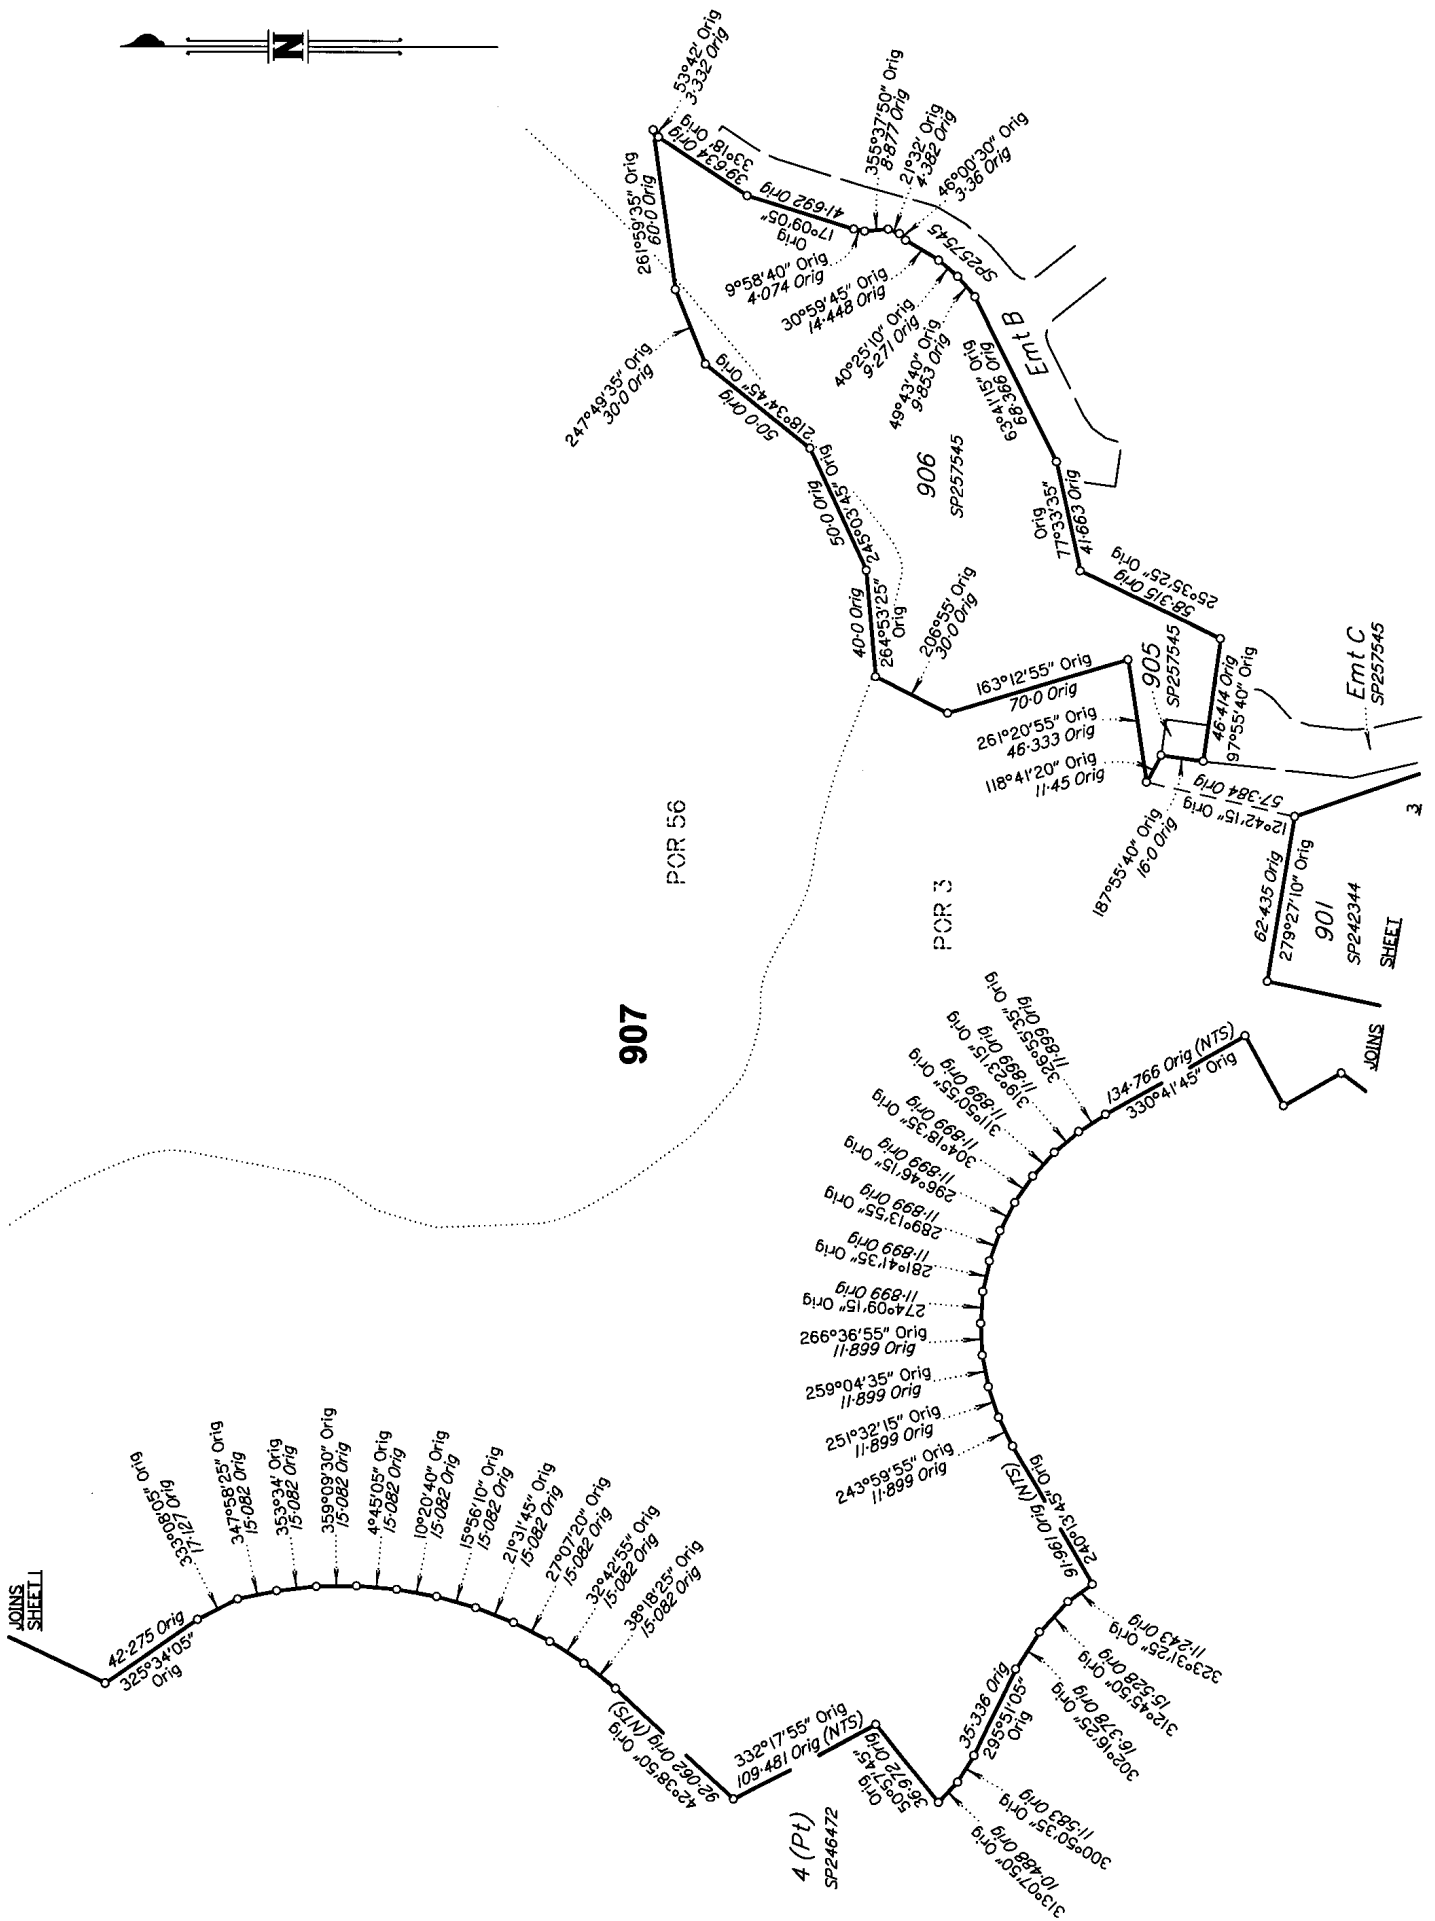 N
53°42' Orig
3·332 Orig
261°59'35" Orig
60·0 Orig
39·634 Orig
33°18' Orig
247°49'35" Orig
30·0 Orig
41·692 Orig
17°09'05"
Orig
355°37'50" Orig
8·877 Orig
21°32' Orig
4·382 Orig
46°00'30" Orig
3·36 Orig
9°58'40" Orig
4·074 Orig
30°59'45" Orig
14·448 Orig
40°25'10" Orig
9·271 Orig
49°43'40" Orig
9·853 Orig
SP257545
Emt B
63°41'15" Orig
68·366 Orig
50·0 Orig
218°34'45" Orig
50·0 Orig
245°03'45" Orig
906
SP257545
40·0 Orig
264°53'25"
Orig
206°55' Orig
30·0 Orig
77°33'35"
Orig
41·663 Orig
58·315 Orig
25°35'25" Orig
163°12'55" Orig
70·0 Orig
905
SP257545
261°20'55" Orig
46·333 Orig
118°41'20" Orig
11·45 Orig
46·414 Orig
97°55'40" Orig
Emt C
SP257545
187°55'40" Orig
16·0 Orig
12°42'15" Orig
57·384 Orig
62·435 Orig
279°27'10" Orig
901
SP242344
SHEET
3
JOINS
POR 56
POR 3
907
134·766 Orig (NTS)
330°41'45" Orig
326°55'35" Orig
11·899 Orig
319°23'15" Orig
11·899 Orig
311°50'55" Orig
11·899 Orig
304°18'35" Orig
11·899 Orig
296°46'15" Orig
11·899 Orig
289°13'55" Orig
11·899 Orig
281°41'35" Orig
11·899 Orig
274°09'15" Orig
11·899 Orig
266°36'55" Orig
11·899 Orig
259°04'35" Orig
11·899 Orig
251°32'15" Orig
11·899 Orig
243°59'55" Orig
11·899 Orig
91·961 Orig (NTS)
240°13'45" Orig
323°31'25" Orig
11·243 Orig
312°45'50" Orig
15·528 Orig
302°16'25" Orig
16·378 Orig
35·336 Orig
295°51'05"
Orig
300°50'35" Orig
11·583 Orig
313°07'50" Orig
10·488 Orig
50°57'45"
Orig
36·972 Orig
332°17'55" Orig
109·481 Orig (NTS)
42°38'50" Orig
92·062 Orig (NTS)
4 (Pt)
SP246472
38°18'25" Orig
15·082 Orig
32°42'55" Orig
15·082 Orig
27°07'20" Orig
15·082 Orig
21°31'45" Orig
15·082 Orig
15°56'10" Orig
15·082 Orig
10°20'40" Orig
15·082 Orig
4°45'05" Orig
15·082 Orig
359°09'30" Orig
15·082 Orig
353°34' Orig
15·082 Orig
347°58'25" Orig
15·082 Orig
333°08'05" Orig
17·127 Orig
42·275 Orig
325°34'05"
Orig
JOINS
SHEET 1